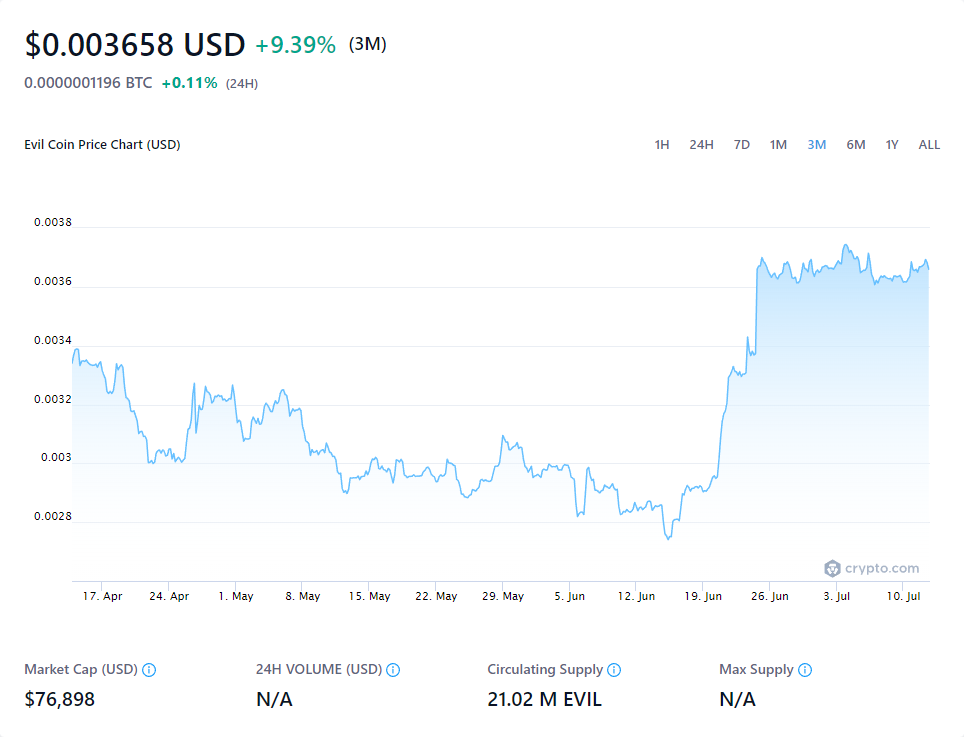 $0.003658 USD +9.39% (3M)
0.0000001196 BTC +0.11% (24H)
Evil Coin Price Chart (USD)
1H 24H 7D 1M 3M 6M 1Y ALL
0.0038
0.0036
0.0034
0.0032
0.003
0.0028
crypto.com
17. Apr 24. Apr 1. May 8. May 15. May 22. May 29. May 5. Jun 12. Jun 19. Jun 26. Jun 3. Jul 10. Jul
Market Cap (USD) 24H VOLUME (USD) Circulating Supply Max Supply
$76,898 N/A 21.02 M EVIL N/A